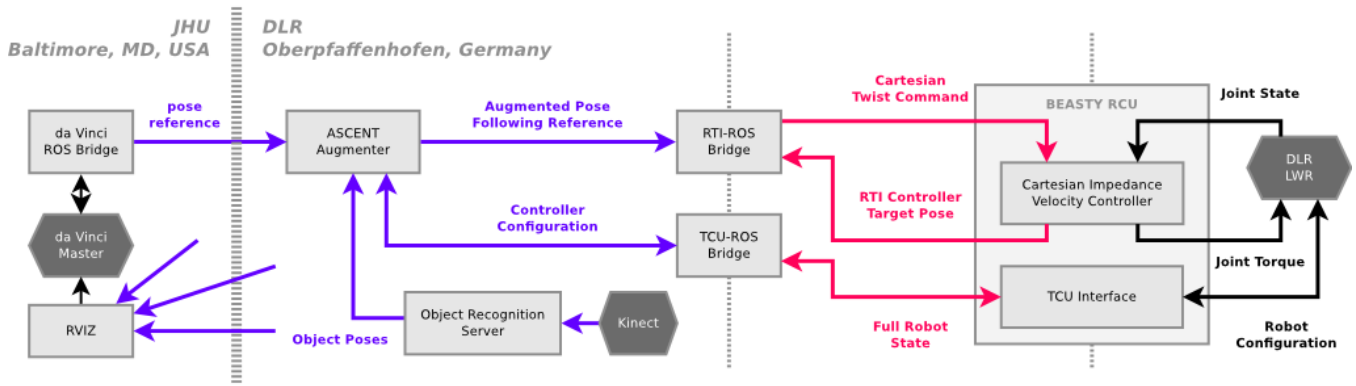 JHU
Baltimore, MD, USA
DLR
Oberpfaffenhofen, Germany
pose
reference
da Vinci
ROS Bridge
da Vinci
Master
RVIZ
ASCENT
Augmenter
Augmented Pose
Following Reference
Controller
Configuration
Object Poses
Object Recognition
Server
Kinect
RTI-ROS
Bridge
TCU-ROS
Bridge
Cartesian
Twist Command
RTI Controller
Target Pose
Full Robot
State
BEASTY RCU
Cartesian Impedance
Velocity Controller
TCU Interface
Joint State
DLR
LWR
Joint Torque
Robot
Configuration